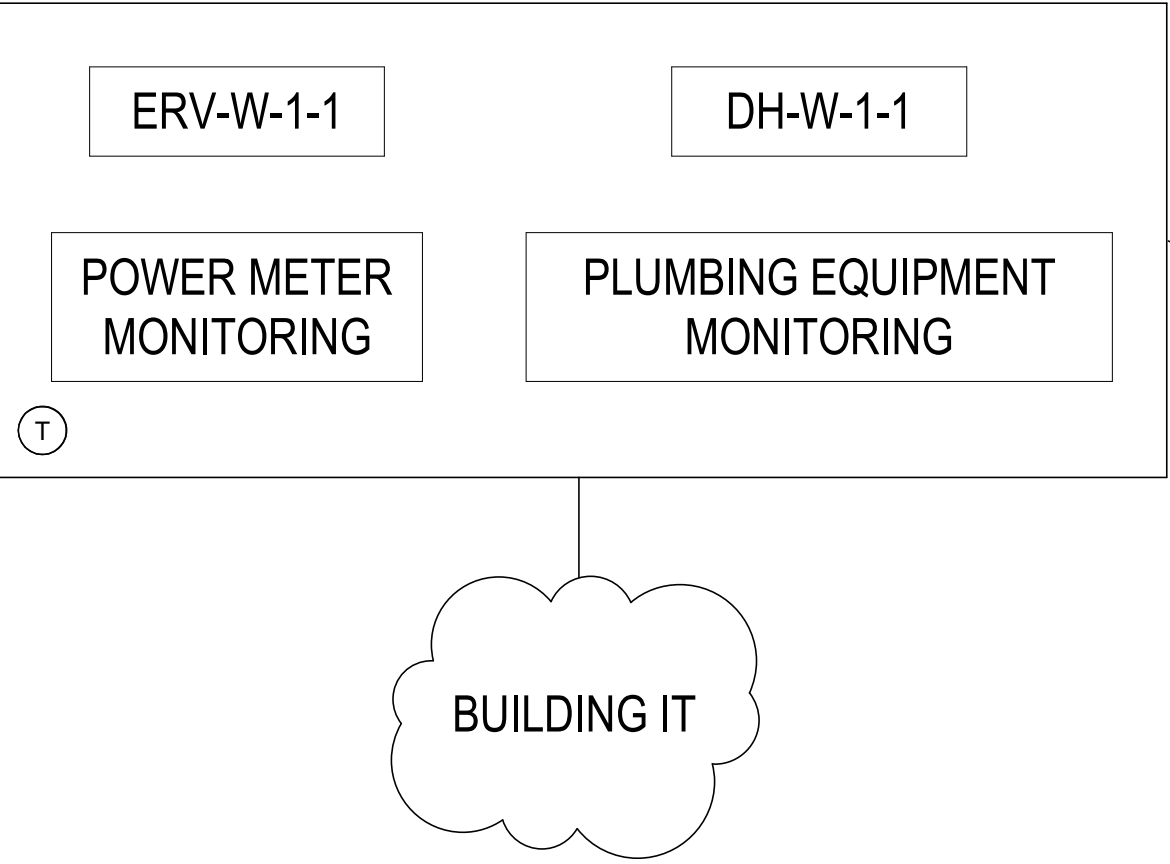 ERV-W-1-1
DH-W-1-1
POWER METER
MONITORING
PLUMBING EQUIPMENT
MONITORING
T
BUILDING IT